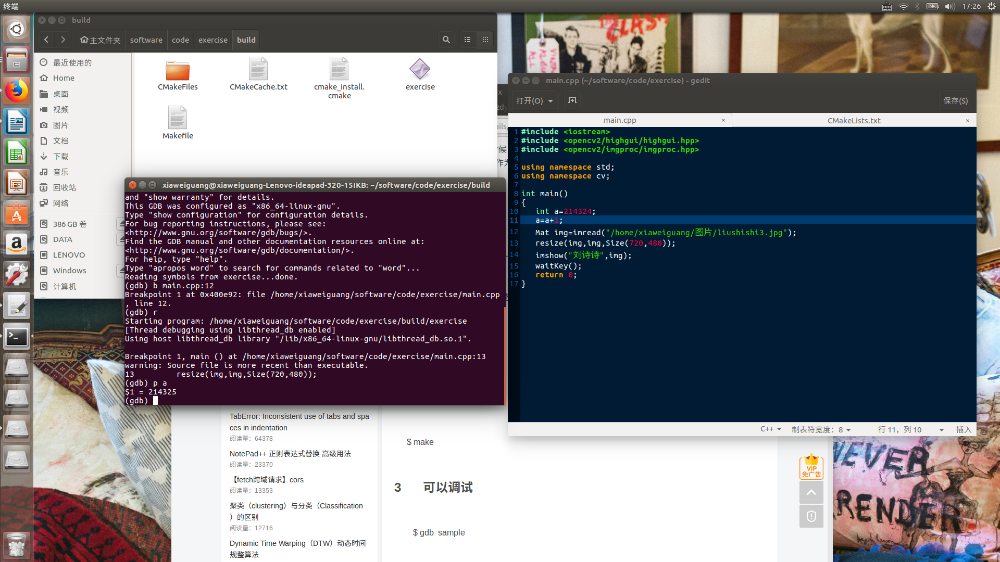 终端
17:26
build
主文件夹 software code exercise build
最近使用的
Home
桌面
视频
图片
文档
下载
音乐
回收站
网络
386 GB 卷
DATA
LENOVO
Windows
计算机
CMakeFiles
CMakeCache.txt
cmake_install.
cmake
exercise
Makefile
xiaweiguang@xiaweiguang-Lenovo-ideapad-320-15IKB: ~/software/code/exercise/build
and "show warranty" for details.
This GDB was configured as "x86_64-linux-gnu".
Type "show configuration" for configuration details.
For bug reporting instructions, please see:
<http://www.gnu.org/software/gdb/bugs/>.
Find the GDB manual and other documentation resources online at:
<http://www.gnu.org/software/gdb/documentation/>.
For help, type "help".
Type "apropos word" to search for commands related to "word"...
Reading symbols from exercise...done.
(gdb) b main.cpp:12
Breakpoint 1 at 0x400e92: file /home/xiaweiguang/software/code/exercise/main.cpp
, line 12.
(gdb) r
Starting program: /home/xiaweiguang/software/code/exercise/build/exercise
[Thread debugging using libthread_db enabled]
Using host libthread_db library "/lib/x86_64-linux-gnu/libthread_db.so.1".
Breakpoint 1, main () at /home/xiaweiguang/software/code/exercise/main.cpp:13
warning: Source file is more recent than executable.
13 resize(img,img,Size(720,480));
(gdb) p a
$1 = 214325
(gdb)
main.cpp (~/software/code/exercise) - gedit
打开(O)
保存(S)
main.cpp ×
CMakeLists.txt ×
1 #include <iostream>
2 #include <opencv2/highgui/highgui.hpp>
3 #include <opencv2/imgproc/imgproc.hpp>
4
5 using namespace std;
6 using namespace cv;
7
8 int main()
9 {
10 int a=214324;
11 a=a+1;
12 Mat img=imread("/home/xiaweiguang/图片/liushishi3.jpg");
13 resize(img,img,Size(720,480));
14 imshow("刘诗诗",img);
15 waitKey();
16 return 0;
17 }
C++ 制表符宽度：8 行 11，列 10 插入
TabError: Inconsistent use of tabs and spa
ces in indentation
阅读量：64378
NotePad++ 正则表达式替换 高级用法
阅读量：23370
【fetch跨域请求】cors
阅读量：13353
聚类（clustering）与分类（Classification
）的区别
阅读量：12716
Dynamic Time Warping（DTW）动态时间
规整算法
$ make
3 可以调试
$ gdb sample
VIP
免广告
THE
CLASH
NEVER
RENDER